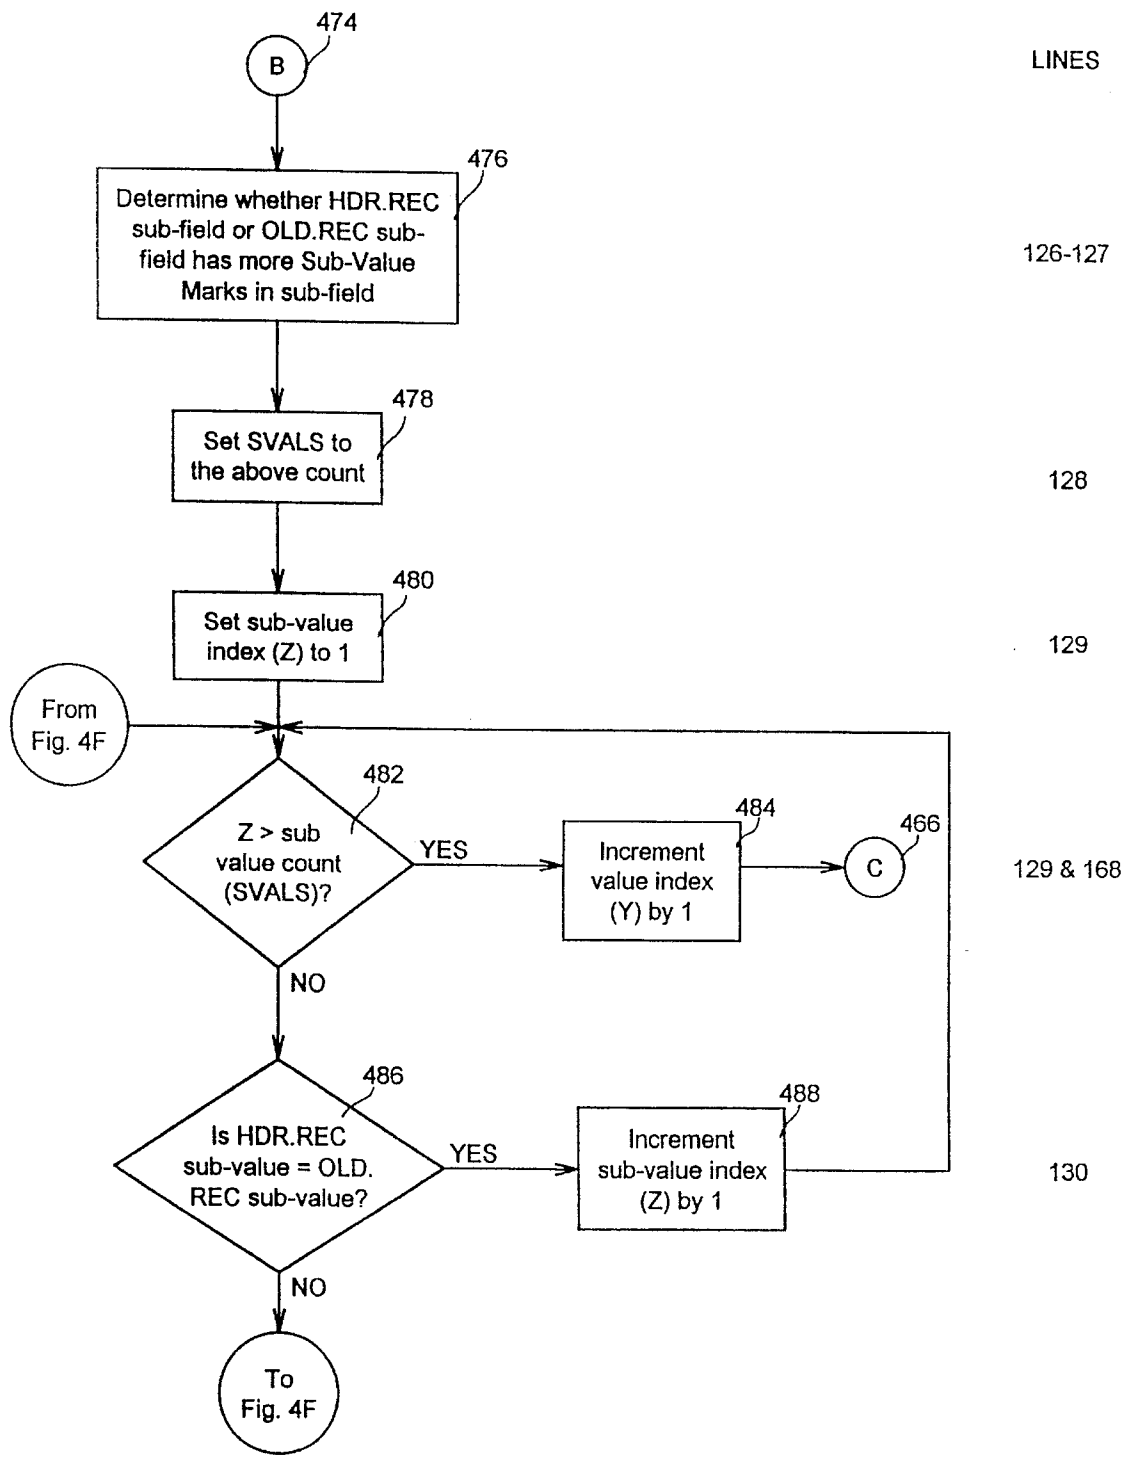 474
B
LINES
476
Determine whether HDR.REC
sub-field or OLD.REC sub-
field has more Sub-Value
Marks in sub-field
126-127
478
Set SVALS to
the above count
128
480
Set sub-value
index (Z) to 1
129
From
Fig. 4F
482
Z > sub
value count
(SVALS)?
YES
484
Increment
value index
(Y) by 1
466
C
129 & 168
NO
486
Is HDR.REC
sub-value = OLD.
REC sub-value?
YES
488
Increment
sub-value index
(Z) by 1
130
NO
To
Fig. 4F